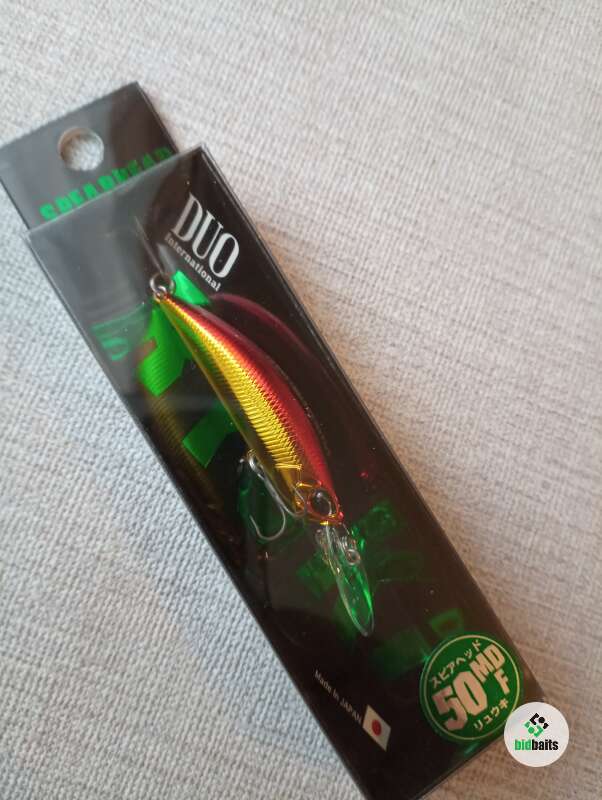 SPEARHEAD
DUO
international
Made In JAPAN
スピアヘッド
50MD
F
リュウキ
bidbaits